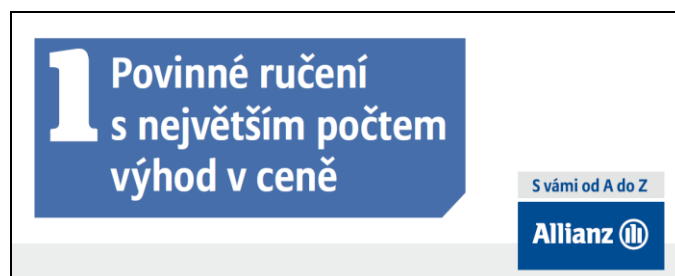 1
Povinné ručení
s největším počtem
výhod v ceně
S vámi od A do Z
Allianz